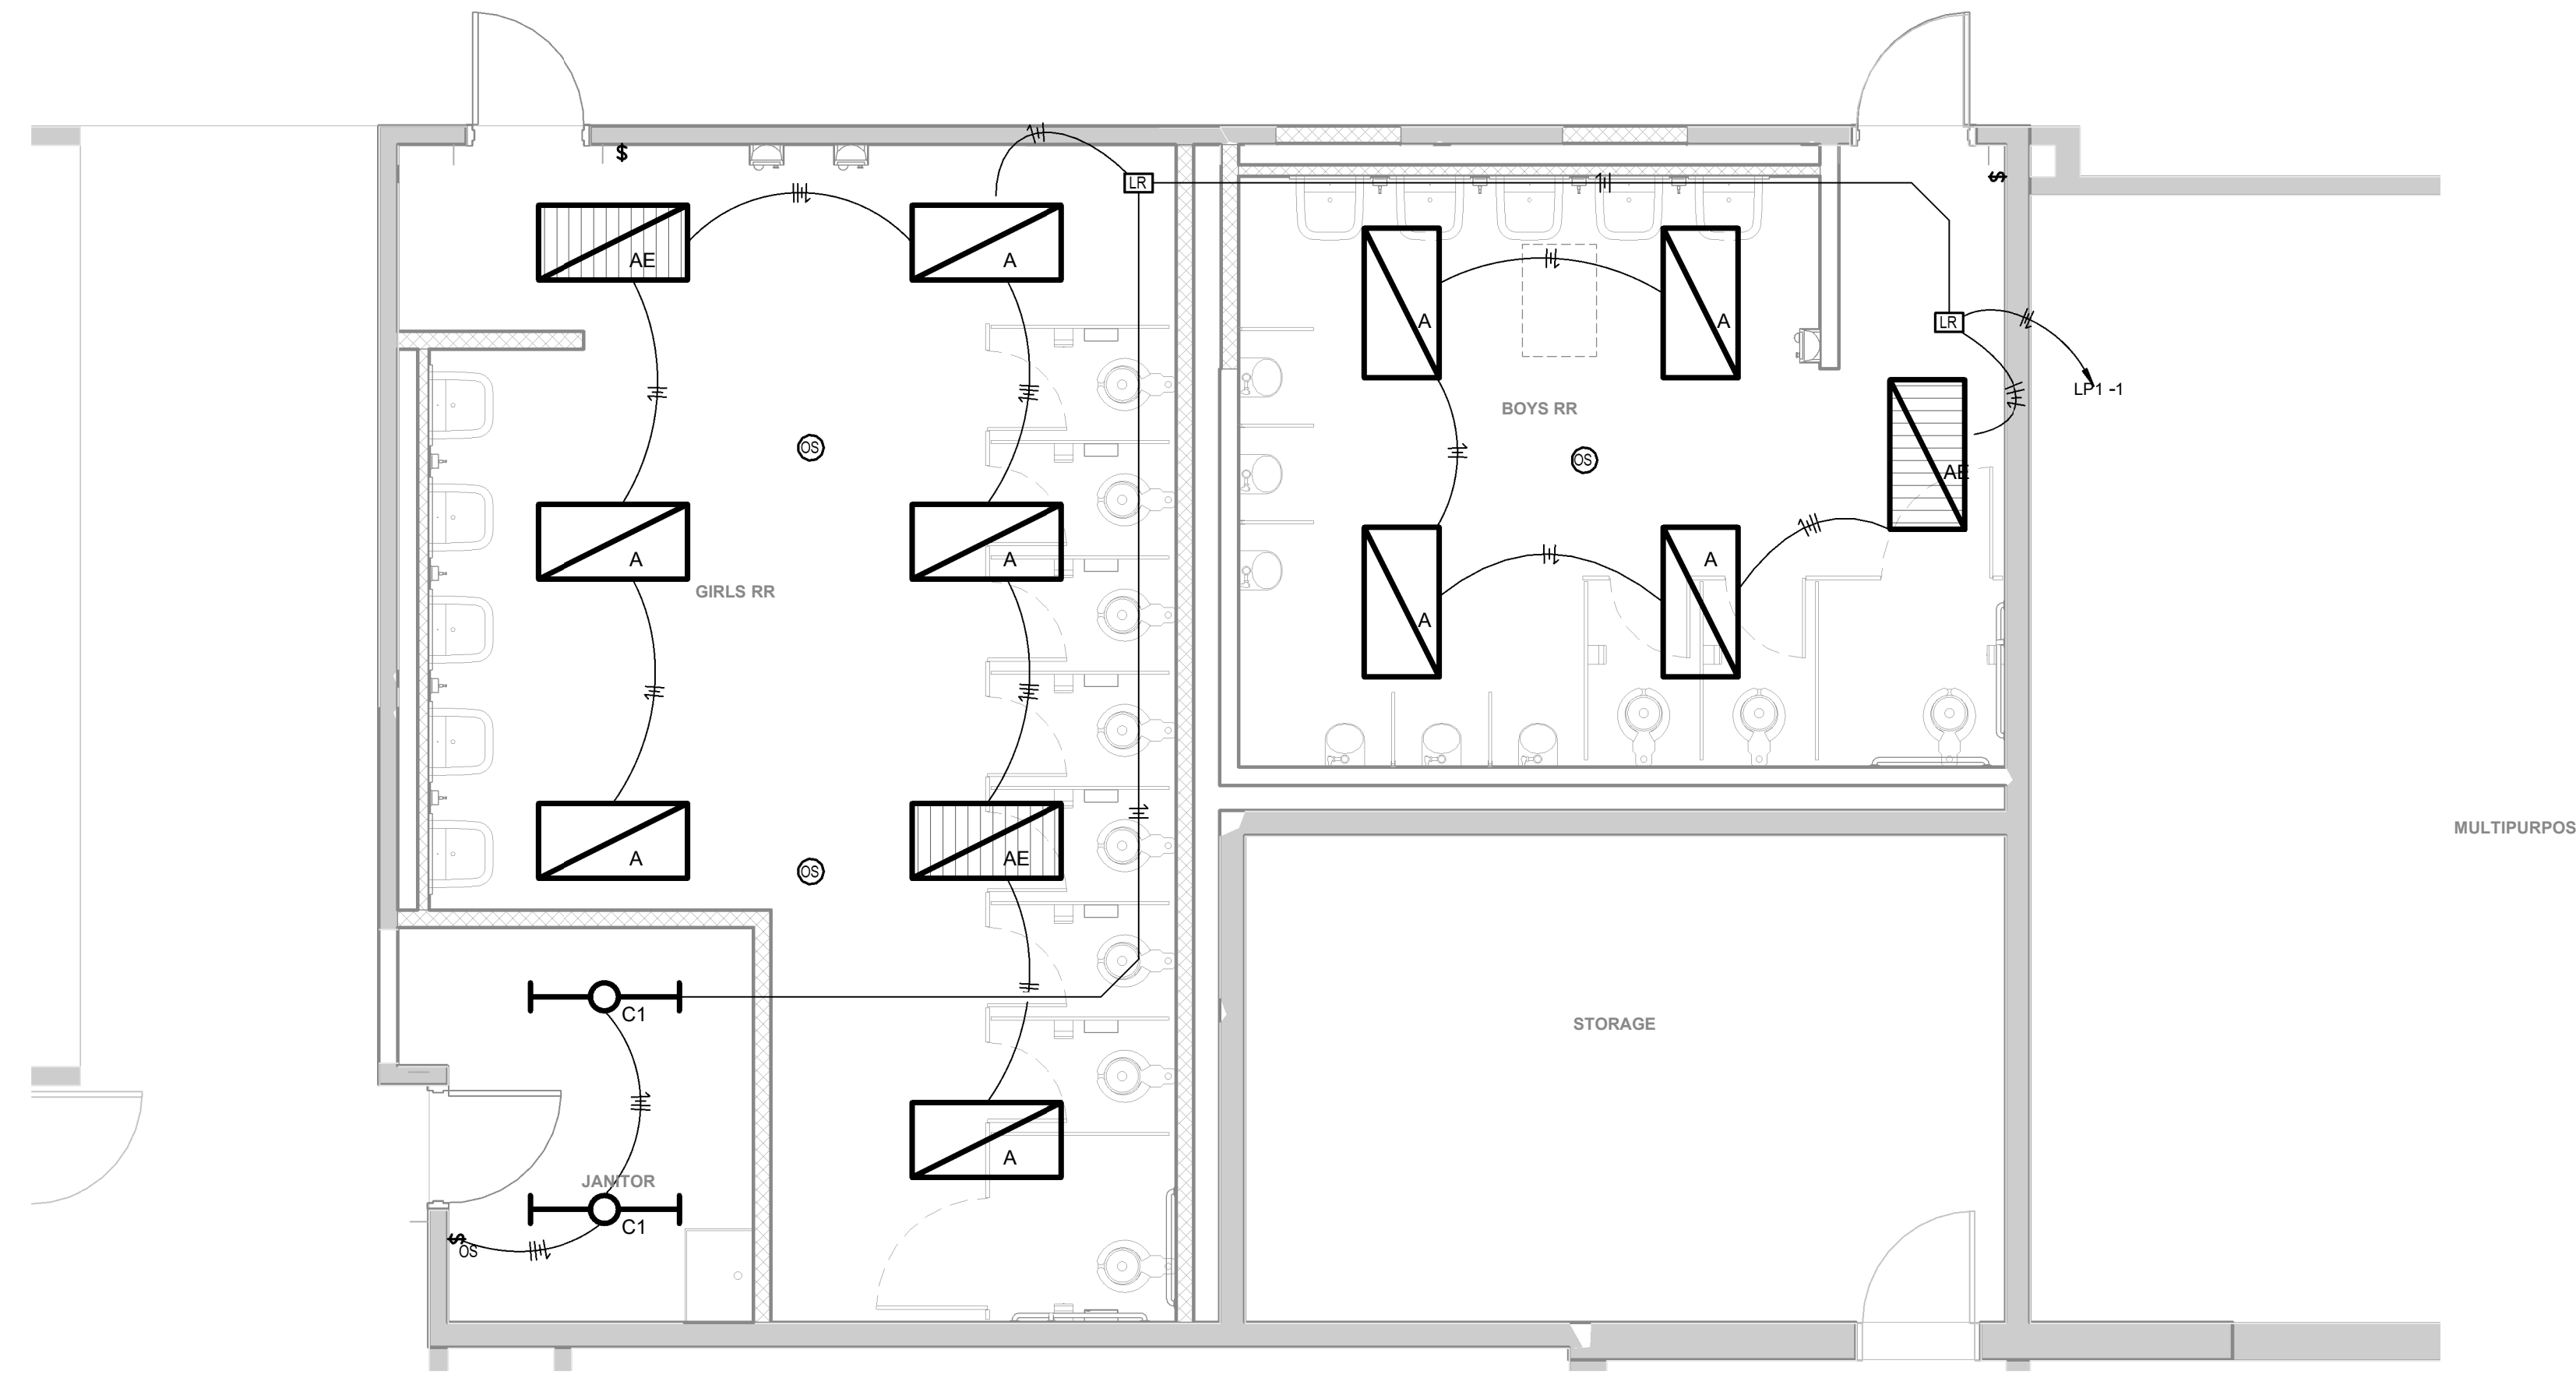 $
LR
$
AE
A
A
A
LR
LP1 -1
BOYS RR
OS
OS
AE
A
A
A
GIRLS RR
A
MULTIPURPOS
A
AE
OS
C1
STORAGE
A
JANITOR
C1
$
OS